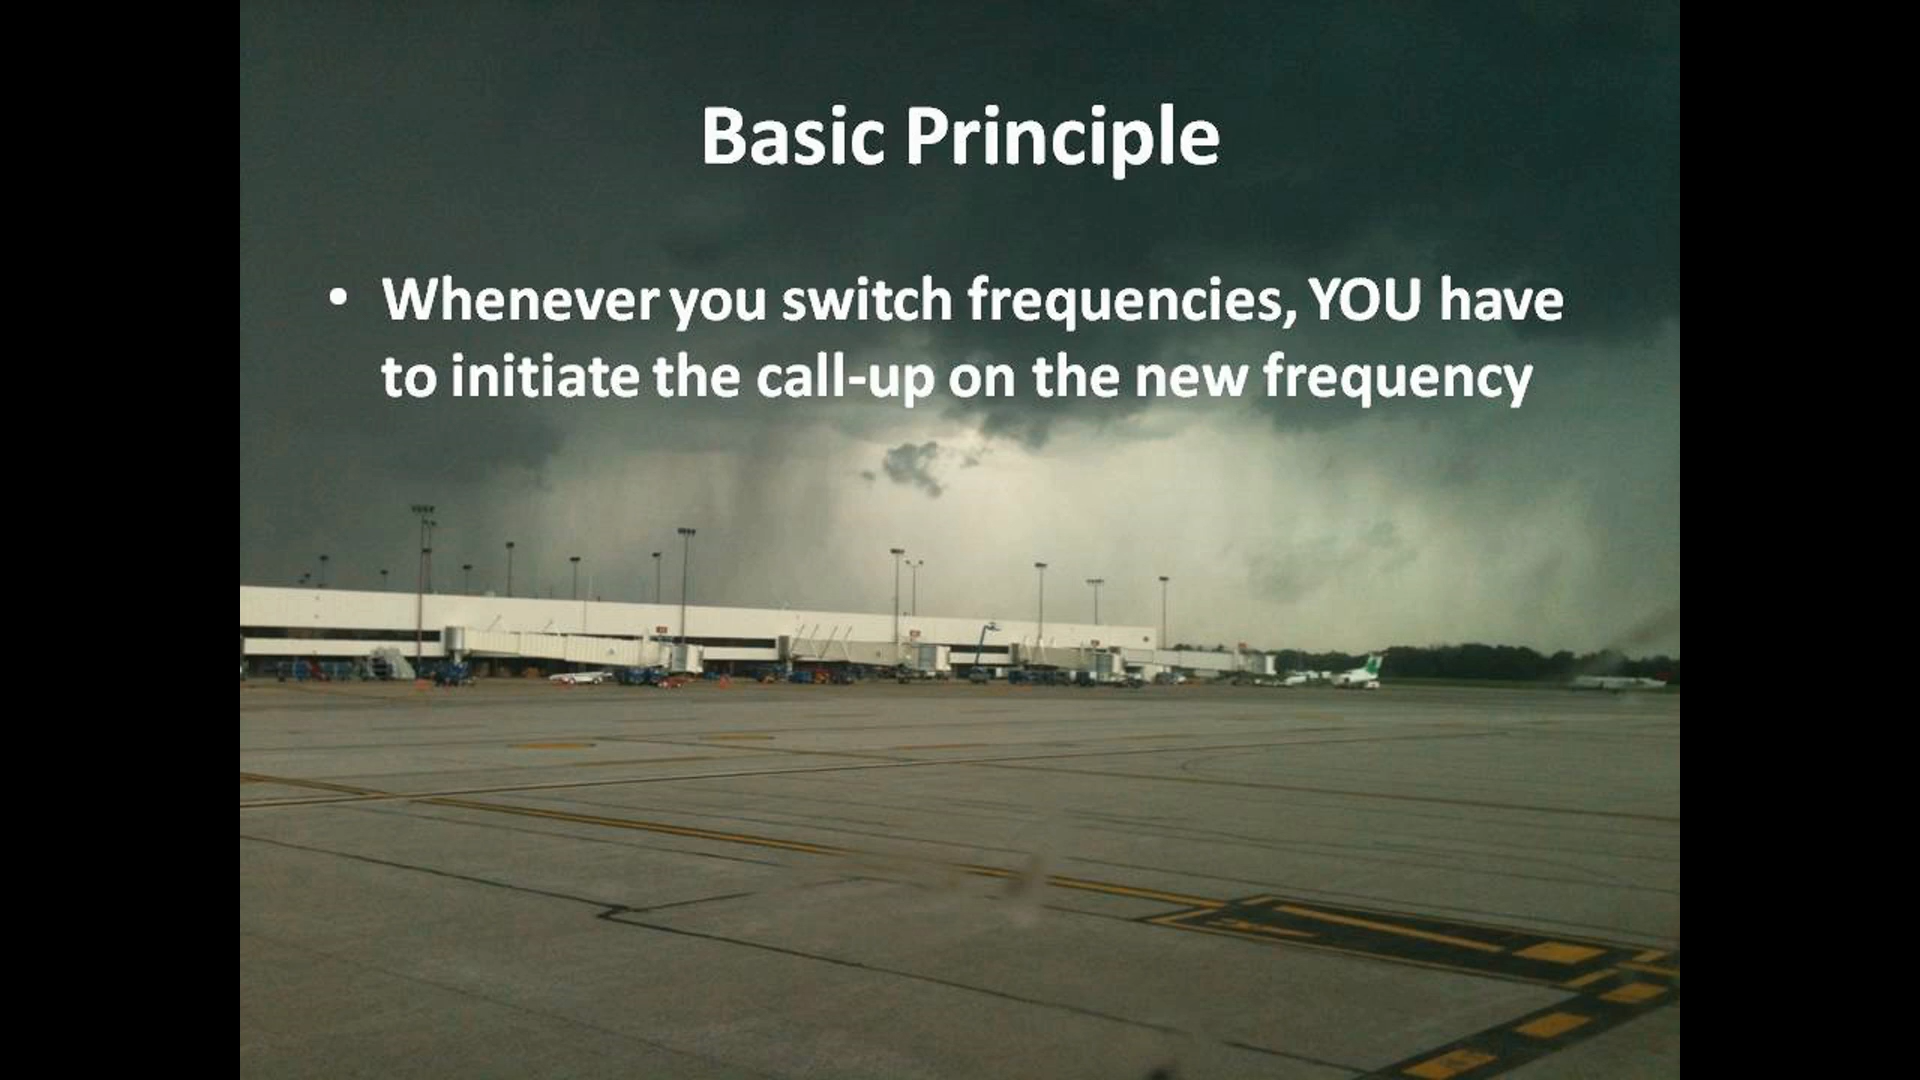 Basic Principle
• Whenever you switch frequencies, YOU have
to initiate the call-up on the new frequency